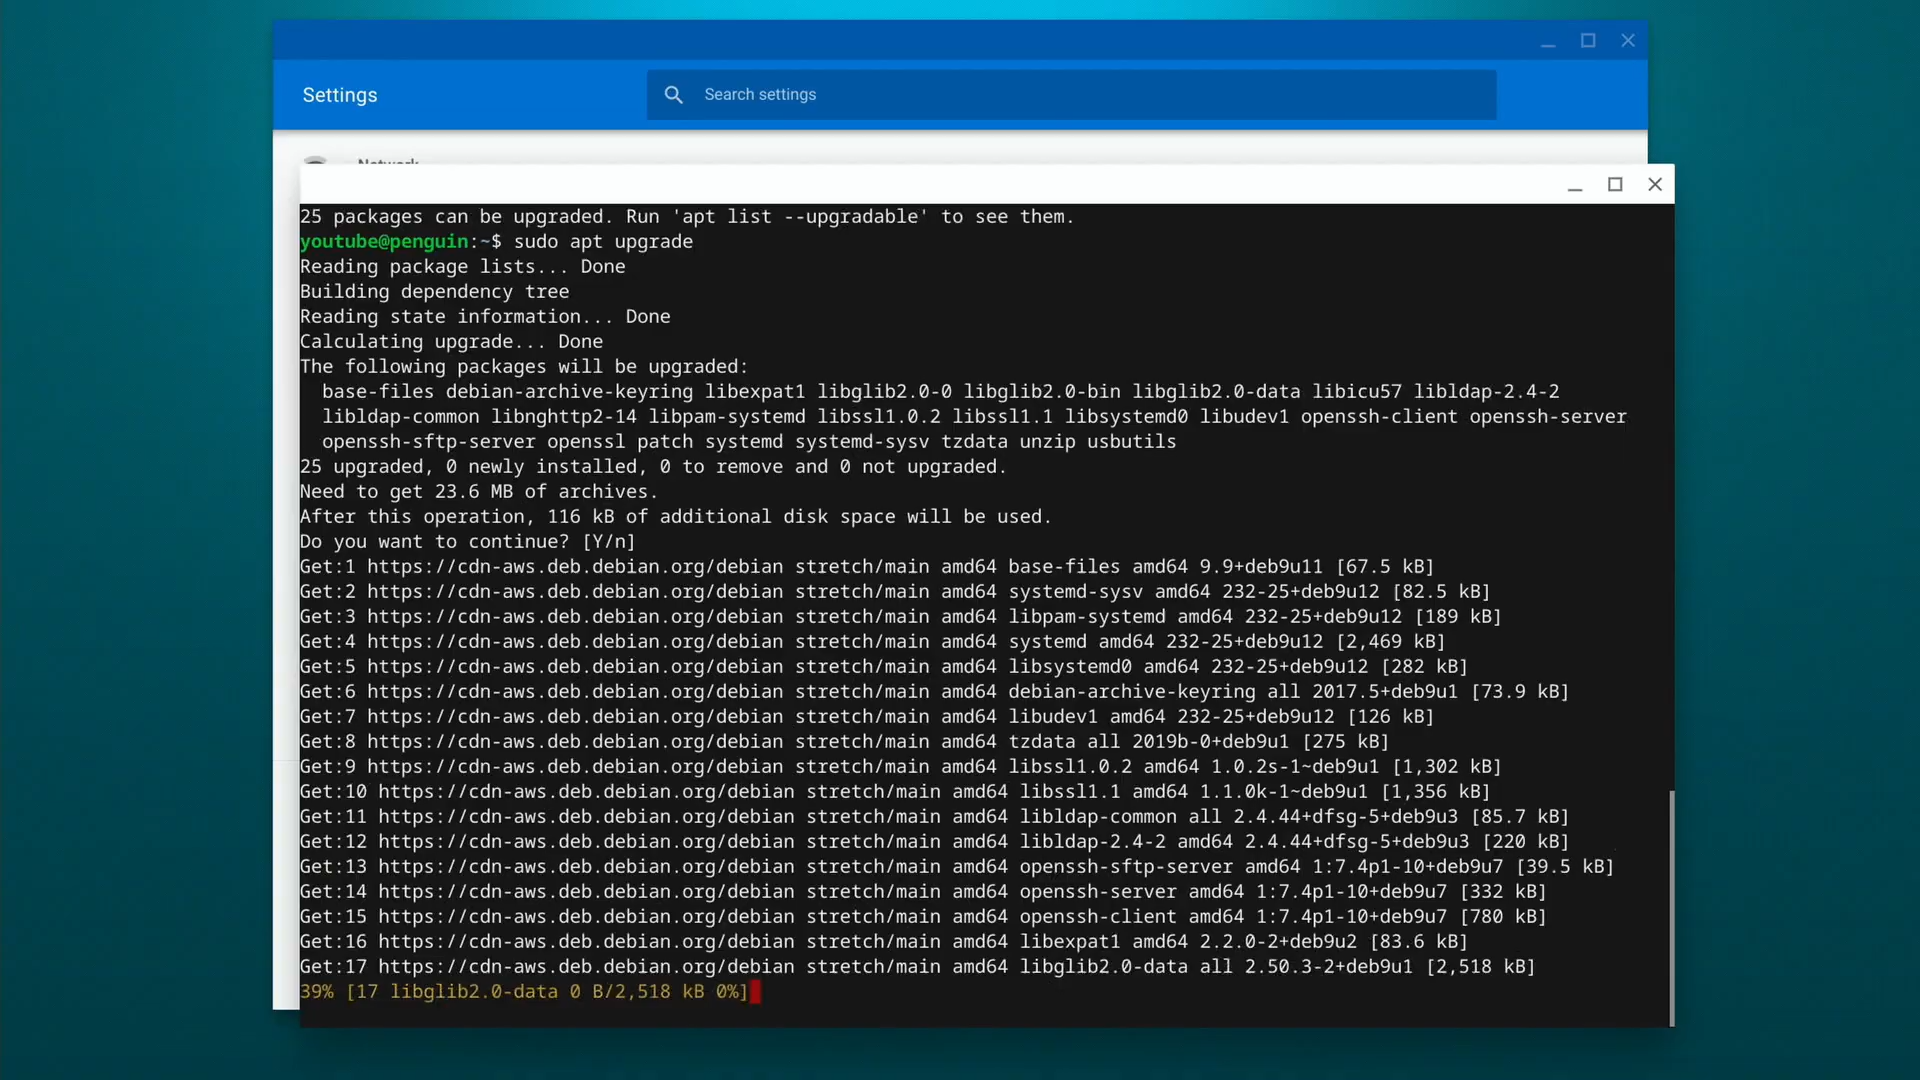 Settings
Search settings
Network
25 packages can be upgraded. Run 'apt list --upgradable' to see them.
youtube@penguin:~$ sudo apt upgrade
Reading package lists... Done
Building dependency tree
Reading state information... Done
Calculating upgrade... Done
The following packages will be upgraded:
base-files debian-archive-keyring libexpat1 libglib2.0-0 libglib2.0-bin libglib2.0-data libicu57 libldap-2.4-2
libldap-common libnghttp2-14 libpam-systemd libssl1.0.2 libssl1.1 libsystemd0 libudev1 openssh-client openssh-server
openssh-sftp-server openssl patch systemd systemd-sysv tzdata unzip usbutils
25 upgraded, 0 newly installed, 0 to remove and 0 not upgraded.
Need to get 23.6 MB of archives.
After this operation, 116 kB of additional disk space will be used.
Do you want to continue? [Y/n]
Get:1 https://cdn-aws.deb.debian.org/debian stretch/main amd64 base-files amd64 9.9+deb9u11 [67.5 kB]
Get:2 https://cdn-aws.deb.debian.org/debian stretch/main amd64 systemd-sysv amd64 232-25+deb9u12 [82.5 kB]
Get:3 https://cdn-aws.deb.debian.org/debian stretch/main amd64 libpam-systemd amd64 232-25+deb9u12 [189 kB]
Get:4 https://cdn-aws.deb.debian.org/debian stretch/main amd64 systemd amd64 232-25+deb9u12 [2,469 kB]
Get:5 https://cdn-aws.deb.debian.org/debian stretch/main amd64 libsystemd0 amd64 232-25+deb9u12 [282 kB]
Get:6 https://cdn-aws.deb.debian.org/debian stretch/main amd64 debian-archive-keyring all 2017.5+deb9u1 [73.9 kB]
Get:7 https://cdn-aws.deb.debian.org/debian stretch/main amd64 libudev1 amd64 232-25+deb9u12 [126 kB]
Get:8 https://cdn-aws.deb.debian.org/debian stretch/main amd64 tzdata all 2019b-0+deb9u1 [275 kB]
Get:9 https://cdn-aws.deb.debian.org/debian stretch/main amd64 libssl1.0.2 amd64 1.0.2s-1~deb9u1 [1,302 kB]
Get:10 https://cdn-aws.deb.debian.org/debian stretch/main amd64 libssl1.1 amd64 1.1.0k-1~deb9u1 [1,356 kB]
Get:11 https://cdn-aws.deb.debian.org/debian stretch/main amd64 libldap-common all 2.4.44+dfsg-5+deb9u3 [85.7 kB]
Get:12 https://cdn-aws.deb.debian.org/debian stretch/main amd64 libldap-2.4-2 amd64 2.4.44+dfsg-5+deb9u3 [220 kB]
Get:13 https://cdn-aws.deb.debian.org/debian stretch/main amd64 openssh-sftp-server amd64 1:7.4p1-10+deb9u7 [39.5 kB]
Get:14 https://cdn-aws.deb.debian.org/debian stretch/main amd64 openssh-server amd64 1:7.4p1-10+deb9u7 [332 kB]
Get:15 https://cdn-aws.deb.debian.org/debian stretch/main amd64 openssh-client amd64 1:7.4p1-10+deb9u7 [780 kB]
Get:16 https://cdn-aws.deb.debian.org/debian stretch/main amd64 libexpat1 amd64 2.2.0-2+deb9u2 [83.6 kB]
Get:17 https://cdn-aws.deb.debian.org/debian stretch/main amd64 libglib2.0-data all 2.50.3-2+deb9u1 [2,518 kB]
39% [17 libglib2.0-data 0 B/2,518 kB 0%]